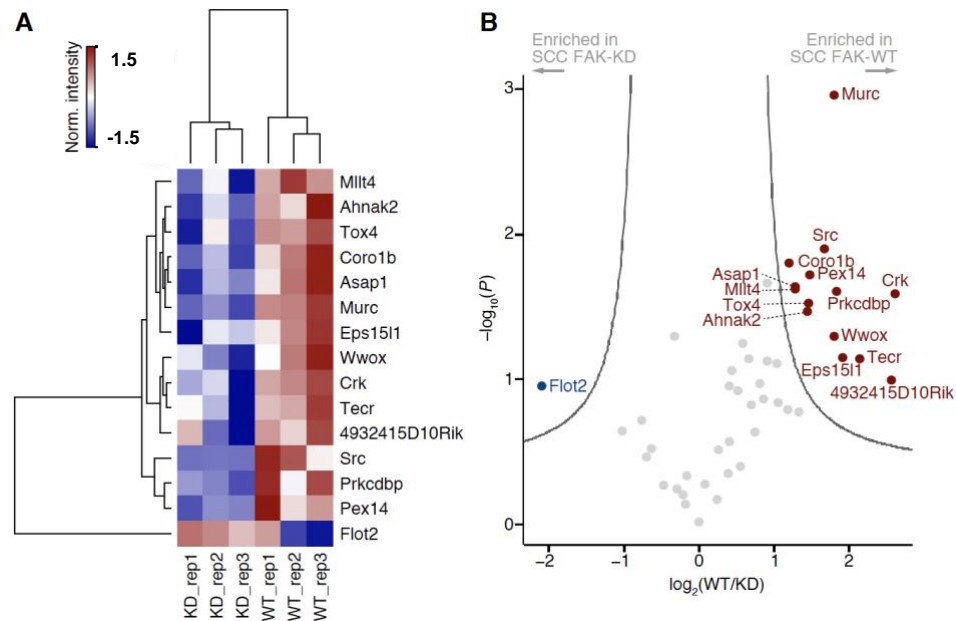 A
Norm. intensity
1.5
-1.5
Mllt4
Ahnak2
Tox4
Coro1b
Asap1
Murc
Eps15l1
Wwox
Crk
Tecr
4932415D10Rik
Src
Prkcdbp
Pex14
Flot2
KD_rep1
KD_rep2
KD_rep3
WT_rep1
WT_rep2
WT_rep3
B
Enriched in
SCC FAK-KD
Enriched in
SCC FAK-WT
−log10(P)
3
2
1
0
Murc
Src
Coro1b
Asap1
Pex14
Crk
Mllt4
Tox4
Prkcdbp
Ahnak2
Wwox
Eps15l1
Tecr
Flot2
4932415D10Rik
−2
−1
0
1
2
log2(WT/KD)